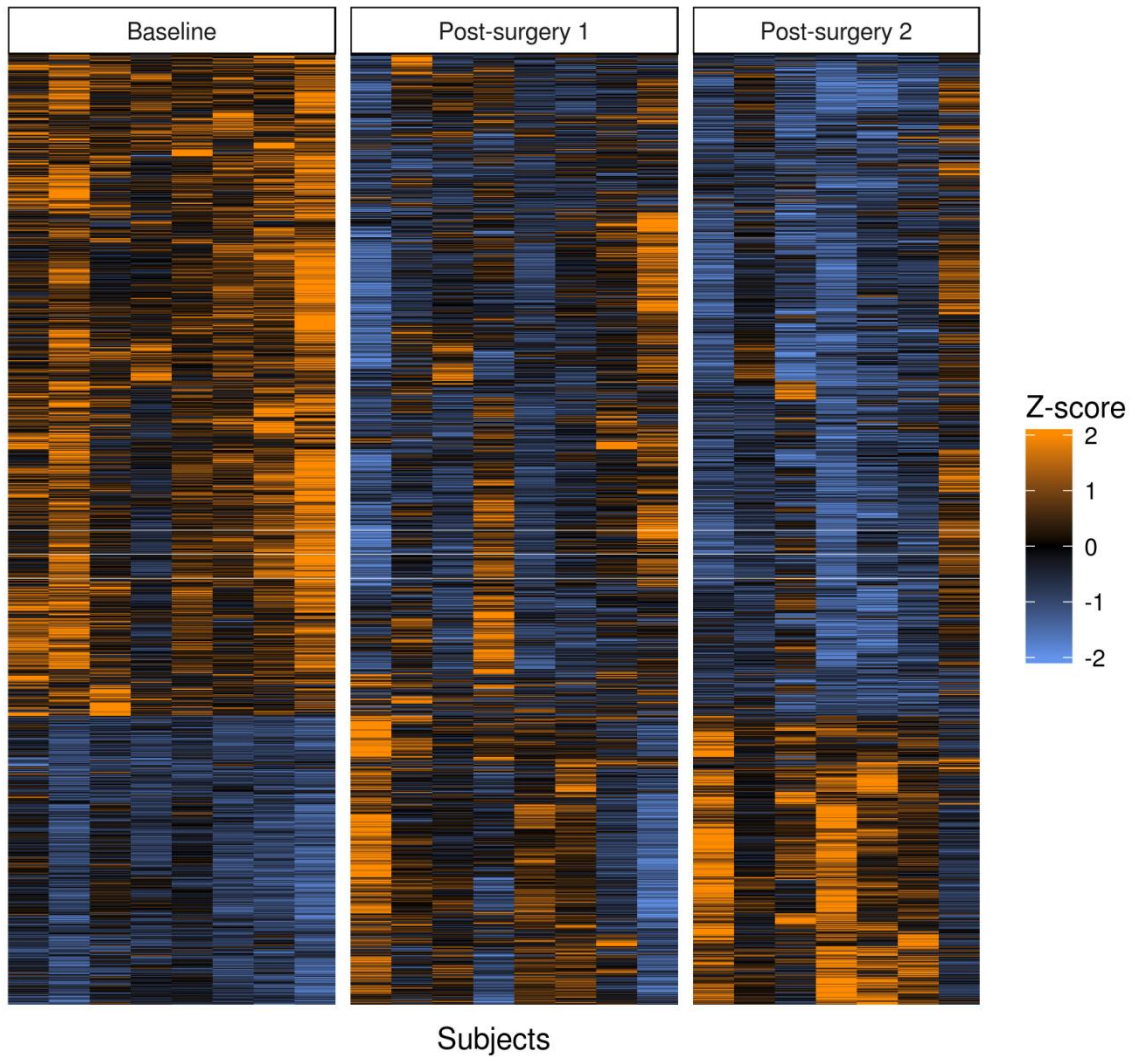 Baseline
Post-surgery 1
Post-surgery 2
Z-score
2
1
0
-1
-2
Subjects